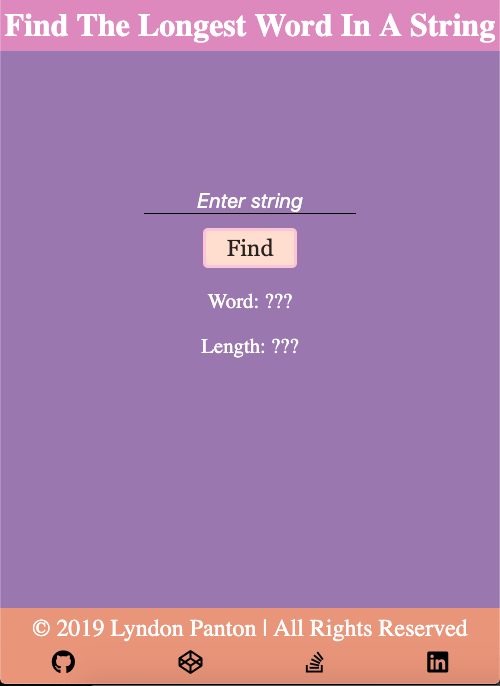 Find The Longest Word In A String
Enter string
Find
Word: ???
Length: ???
© 2019 Lyndon Panton | All Rights Reserved